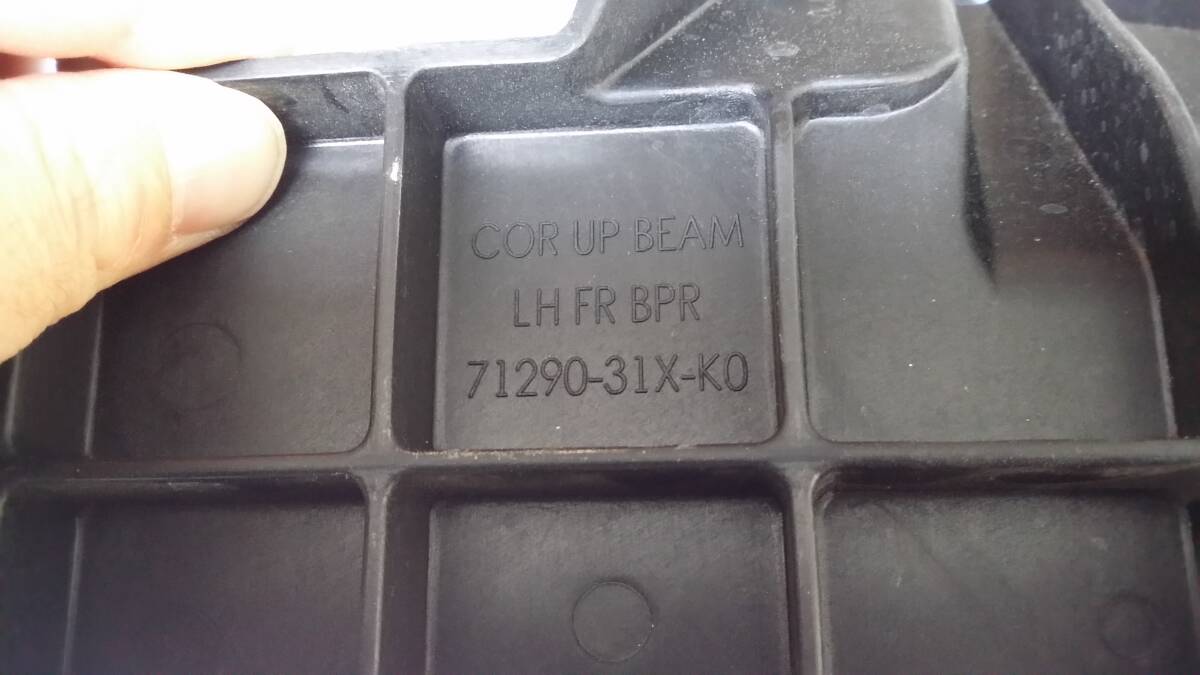 COR UP BEAM
LH FR BPR
71290-31X-K0